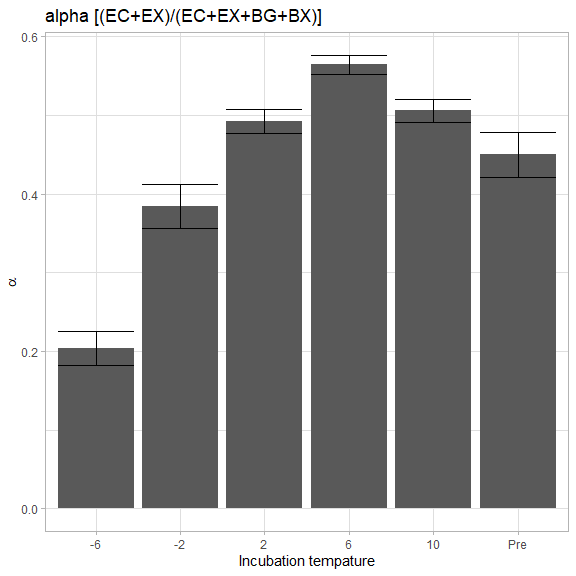 alpha [(EC+EX)/(EC+EX+BG+BX)]
0.6
0.4
0.2
0.0
α
-6
-2
2
6
10
Pre
Incubation tempature